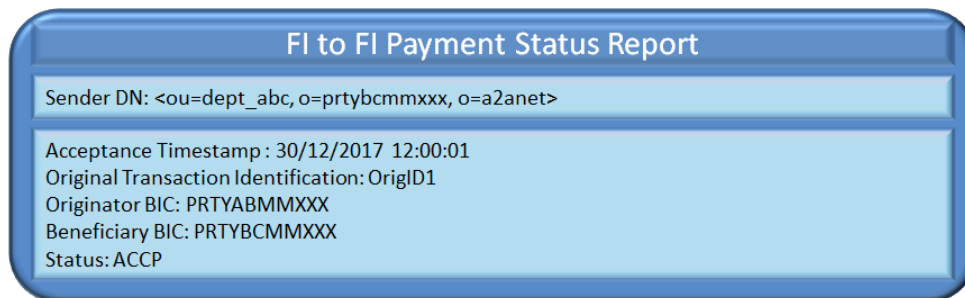 FI to FI Payment Status Report
Sender DN: <ou=dept_abc, o=prtybcmmxxx, o=a2anet>
Acceptance Timestamp : 30/12/2017 12:00:01
Original Transaction Identification: OrigID1
Originator BIC: PRTYABMMXXX
Beneficiary BIC: PRTYBCMMXXX
Status: ACCP